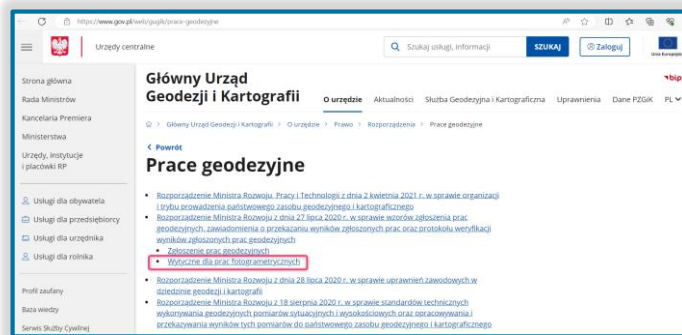 https://www.gov.pl/web/gugik/prace-geodezyjne
Urzędy centralne
Szukaj usługi, informacji
SZUKAJ
Zaloguj
Unia Europejska
Strona główna
Rada Ministrów
Kancelaria Premiera
Ministerstwa
Urzędy, instytucje
i placówki RP
Usługi dla obywatela
Usługi dla przedsiębiorcy
Usługi dla urzędnika
Usługi dla rolnika
Profil zaufany
Baza wiedzy
Serwis Służby Cywilnej
bip
Główny Urząd
Geodezji i Kartografii
O urzędzie Aktualności Służba Geodezyjna i Kartograficzna Uprawnienia Dane PZGiK PL
Główny Urząd Geodezji i Kartografii > O urzędzie > Prawo > Rozporządzenia > Prace geodezyjne
Powrót
Prace geodezyjne
Rozporządzenie Ministra Rozwoju, Pracy i Technologii z dnia 2 kwietnia 2021 r. w sprawie organizacji
i trybu prowadzenia państwowego zasobu geodezyjnego i kartograficznego
Rozporządzenie Ministra Rozwoju z dnia 27 lipca 2020 r. w sprawie wzorów zgłoszenia prac
geodezyjnych, zawiadomienia o przekazaniu wyników zgłoszonych prac oraz protokołu weryfikacji
wyników zgłoszonych prac geodezyjnych
Zgłoszenie prac geodezyjnych
Wytyczne dla prac fotogrametrycznych
Rozporządzenie Ministra Rozwoju z dnia 28 lipca 2020 r. w sprawie uprawnień zawodowych w
dziedzinie geodezji i kartografii
Rozporządzenie Ministra Rozwoju z 18 sierpnia 2020 r. w sprawie standardów technicznych
wykonywania geodezyjnych pomiarów sytuacyjnych i wysokościowych oraz opracowywania i
przekazywania wyników tych pomiarów do państwowego zasobu geodezyjnego i kartograficznego